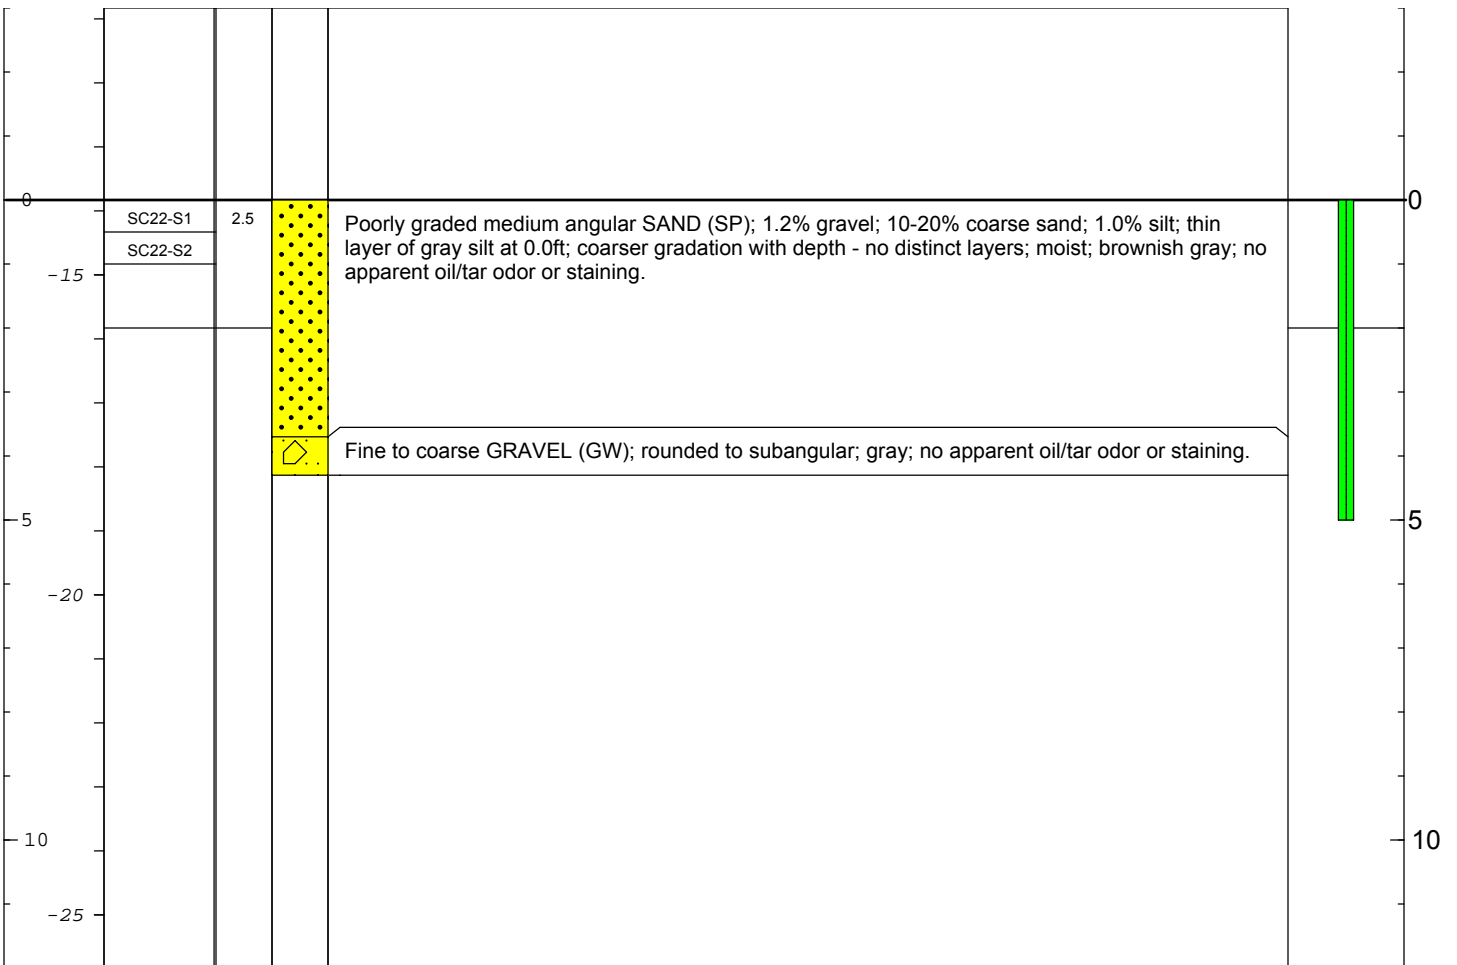 0
0
SC22-S1
2.5
Poorly graded medium angular SAND (SP); 1.2% gravel; 10-20% coarse sand; 1.0% silt; thin
SC22-S2
layer of gray silt at 0.0ft; coarser gradation with depth - no distinct layers; moist; brownish gray; no
-15
apparent oil/tar odor or staining.
Fine to coarse GRAVEL (GW); rounded to subangular; gray; no apparent oil/tar odor or staining.
5
5
-20
10
10
-25